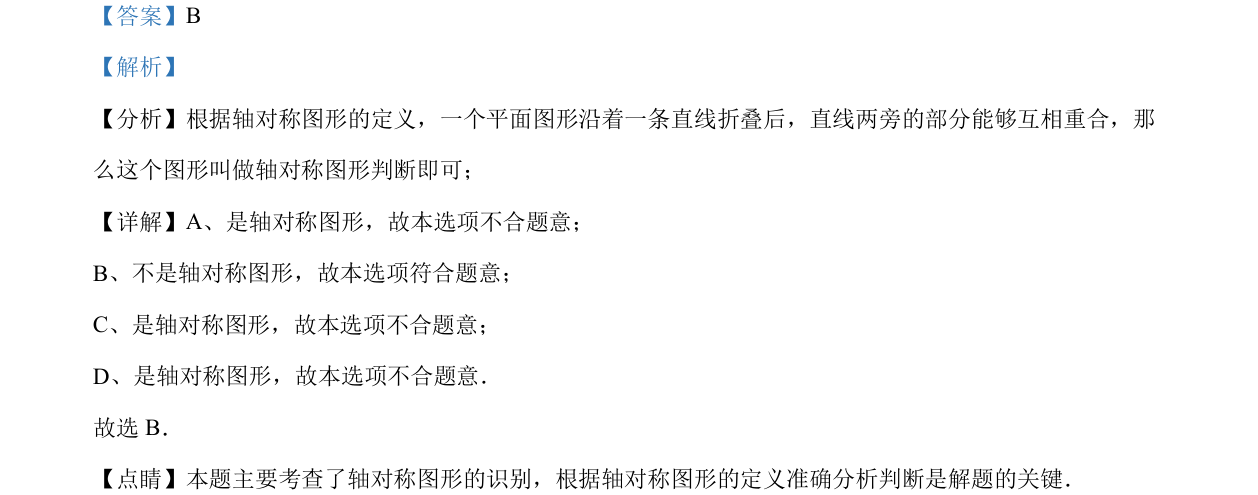 【答案】B
【解析】
【分析】根据轴对称图形的定义，一个平面图形沿着一条直线折叠后，直线两旁的部分能够互相重合，那
么这个图形叫做轴对称图形判断即可；
【详解】A、是轴对称图形，故本选项不合题意；
B、不是轴对称图形，故本选项符合题意；
C、是轴对称图形，故本选项不合题意；
D、是轴对称图形，故本选项不合题意．
故选 B．
【点睛】本题主要考查了轴对称图形的识别，根据轴对称图形的定义准确分析判断是解题的关键．